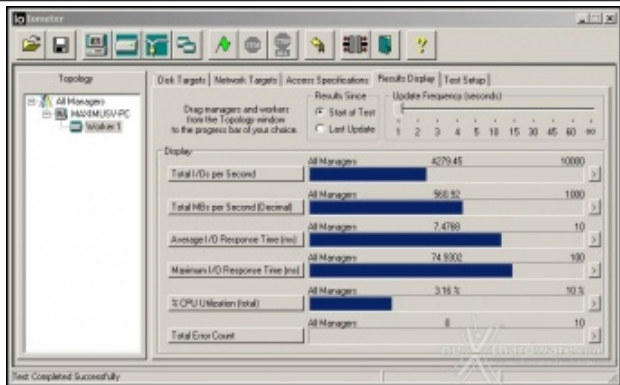 Iometer
Topology
All Managers
MAXIMUSV-PC
Worker 1
Disk Targets
Network Targets
Access Specifications
Results Display
Test Setup
Drag managers and workers
from the Topology window
to the progress bar of your choice.
Results Since
Start of Test
Last Update
Update Frequency (seconds)
1 2 3 4 5 10 15 30 45 60 oo
Display
Total I/Os per Second
All Managers 4279.45 10000
Total MBs per Second (Decimal)
All Managers 1000
Average I/O Response Time (ms)
All Managers 7.4788 10
Maximum I/O Response Time (ms)
All Managers 74.9302 100
% CPU Utilization (total)
All Managers 3.16 % 10 %
Total Error Count
All Managers 0 10
Test Completed Successfully